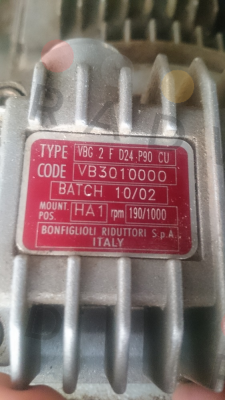 TYPE VBG 2 F D24 P90 CU
CODE VB3010000
BATCH 10/02
MOUNT. POS. HA1 rpm 190/1000
BONFIGLIOLI RIDUTTORI S.p.A.
ITALY